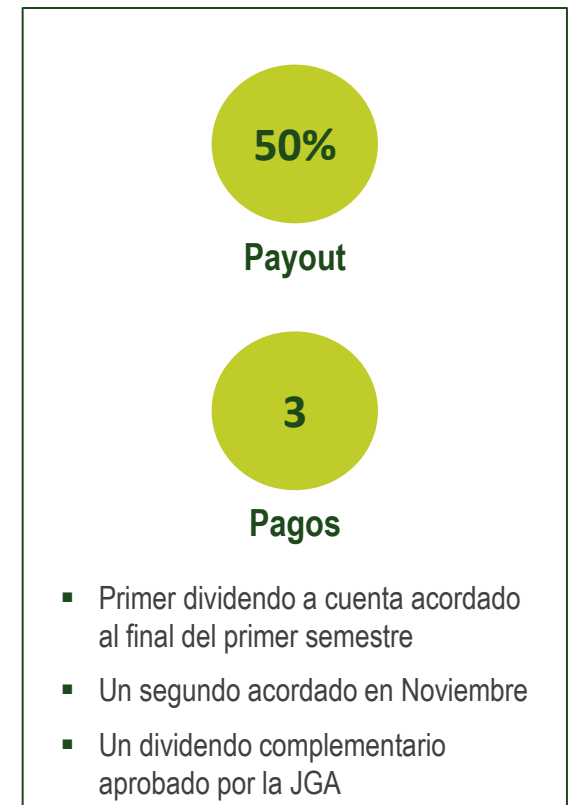 50%
Payout
3
Pagos
▪ Primer dividendo a cuenta acordado
al final del primer semestre
▪ Un segundo acordado en Noviembre
▪ Un dividendo complementario
aprobado por la JGA